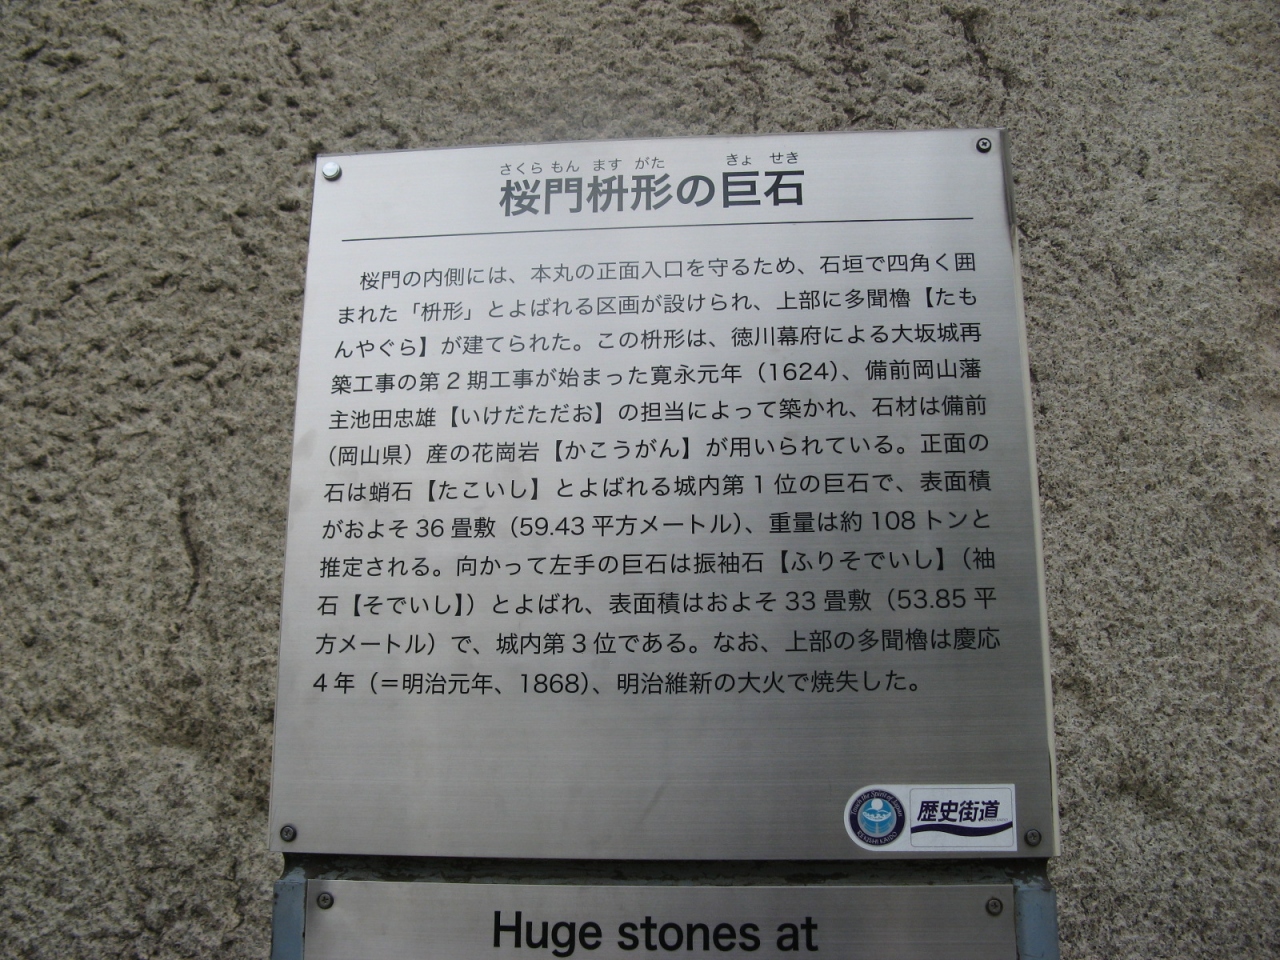 さくら もん ます がた きょ せき
桜門枡形の巨石
桜門の内側には、本丸の正面入口を守るため、石垣で四角く囲
まれた「枡形」とよばれる区画が設けられ、上部に多聞櫓【たも
んやぐら】が建てられた。この枡形は、徳川幕府による大坂城再
築工事の第2期工事が始まった寛永元年（1624）、備前岡山藩
主池田忠雄【いけだただお】の担当によって築かれ、石材は備前
（岡山県）産の花崗岩【かこうがん】が用いられている。正面の
石は蛸石【たこいし】とよばれる城内第1位の巨石で、表面積
がおよそ36畳敷（59.43平方メートル）、重量は約108トンと
推定される。向かって左手の巨石は振袖石【ふりそでいし】（袖
石【そでいし】）とよばれ、表面積はおよそ33畳敷（53.85平
方メートル）で、城内第3位である。なお、上部の多聞櫓は慶応
4年（＝明治元年、1868）、明治維新の大火で焼失した。
歴史街道
Huge stones at